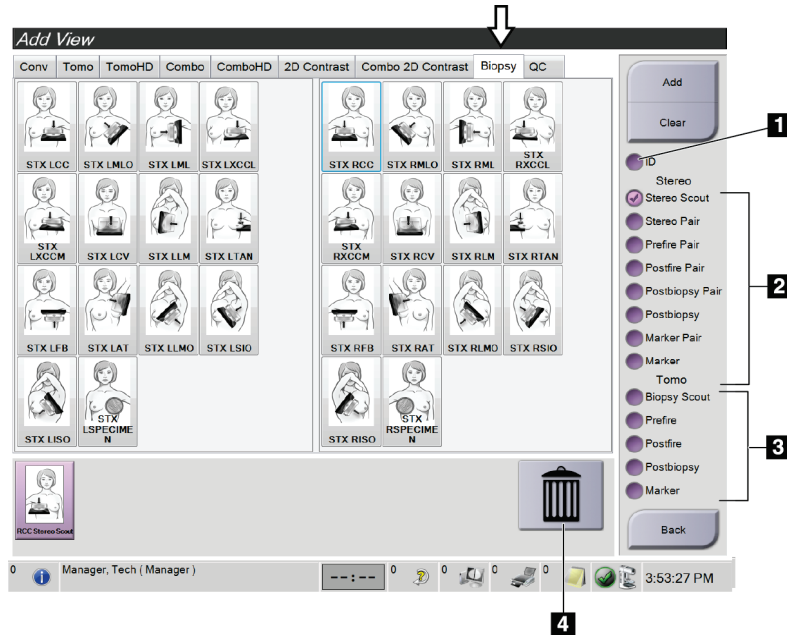 Add View
Conv Tomo TomoHD Combo ComboHD 2D Contrast Combo 2D Contrast Biopsy QC
STX LCC STX LMLO STX LML STX LXCCL
STX RCC STX RMLO STX RML STX RXCCL
STX LXCCM STX LCV STX LLM STX LTAN
STX RXCCM STX RCV STX RLM STX RTAN
STX LFB STX LAT STX LLMO STX LSIO
STX RFB STX RAT STX RLMO STX RSIO
STX LISO STX LSPECIMEN
STX RISO STX RSPECIMEN
Add
Clear
1
ID
Stereo
Stereo Scout
Stereo Pair
Prefire Pair
Postfire Pair
Postbiopsy Pair
Postbiopsy
Marker Pair
Marker
2
Tomo
Biopsy Scout
Prefire
Postfire
Postbiopsy
Marker
3
Back
RCC Stereo Scout
4
0 Manager, Tech ( Manager ) --:-- 0 0 0 0 3:53:27 PM